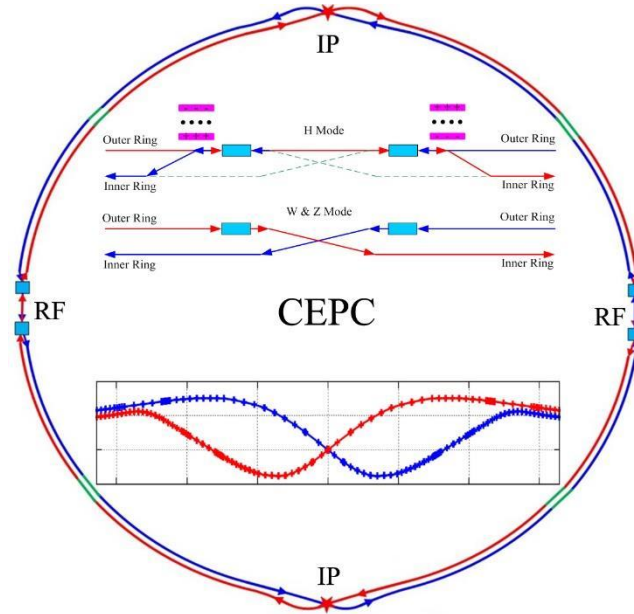 IP
H Mode
Outer Ring
Outer Ring
Inner Ring
Inner Ring
W & Z Mode
Outer Ring
Outer Ring
Inner Ring
Inner Ring
RF
CEPC
RF
IP